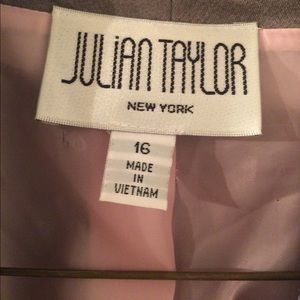 JULiAN TAYLOR
NEW YORK
16
MADE
IN
VIETNAM